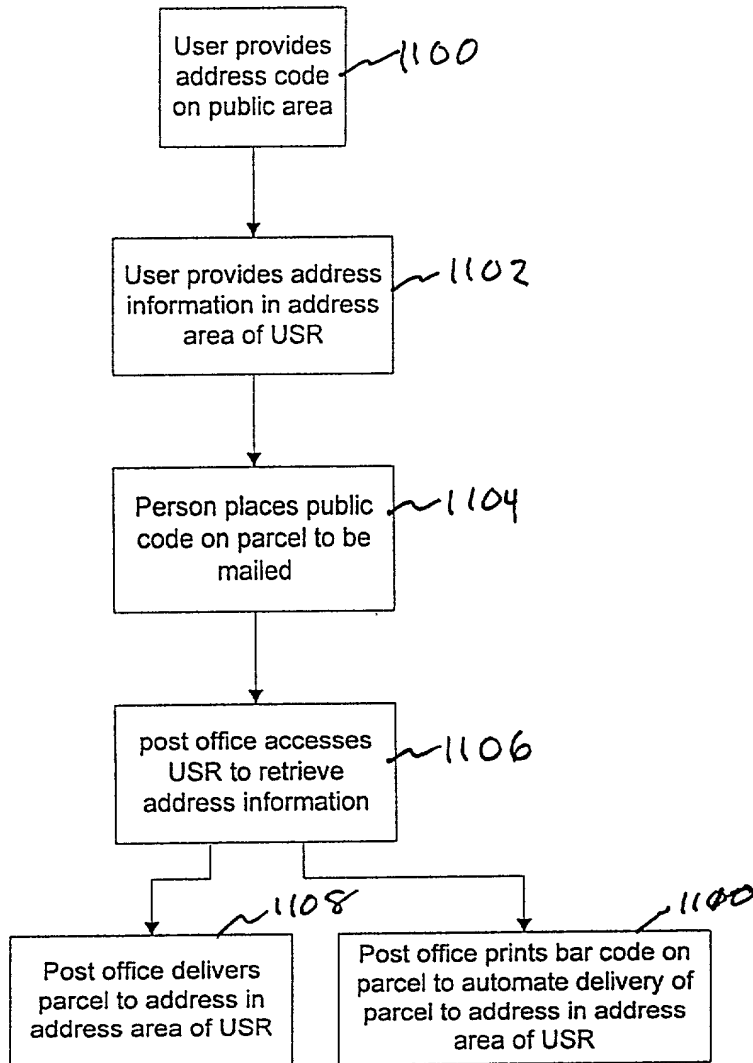 User provides
address code
on public area
1100
User provides address
information in address
area of USR
1102
Person places public
code on parcel to be
mailed
1104
post office accesses
USR to retrieve
address information
1106
Post office delivers
parcel to address in
address area of USR
1108
Post office prints bar code on
parcel to automate delivery of
parcel to address in address
area of USR